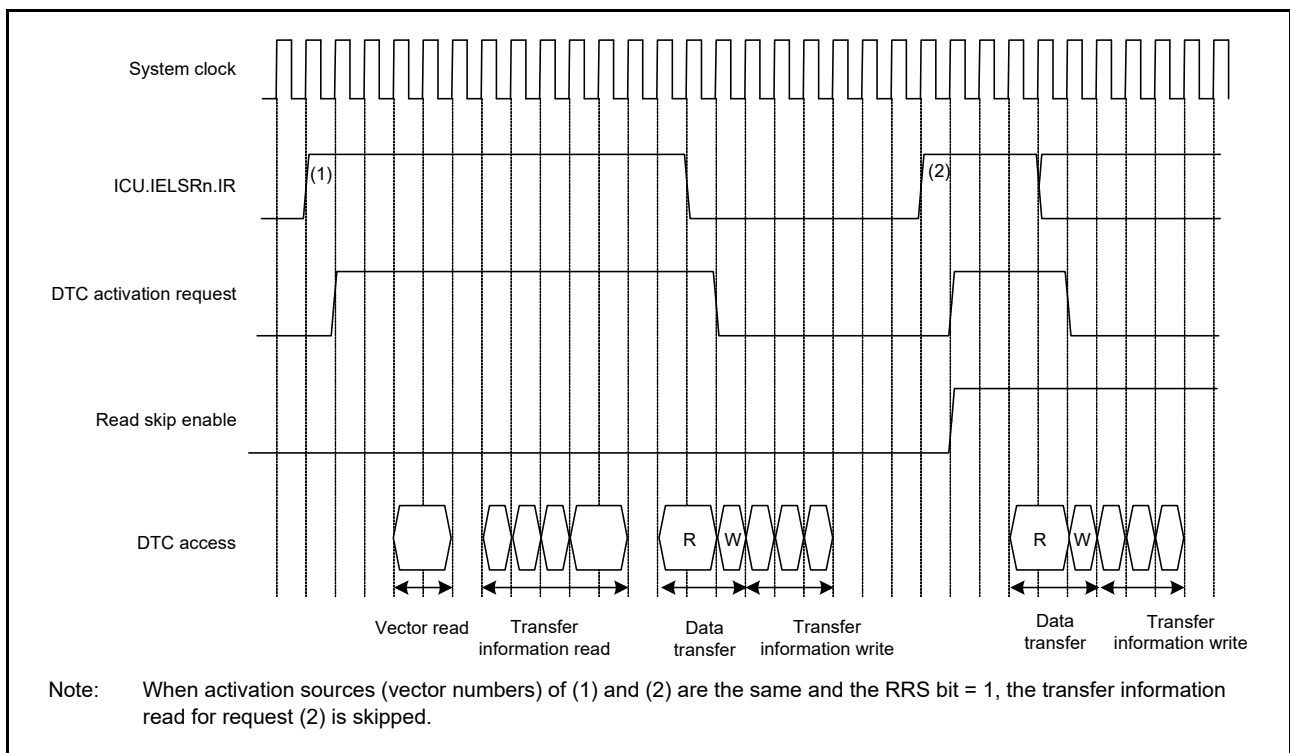 System clock
ICU.IELSRn.IR
(1)
(2)
DTC activation request
Read skip enable
DTC access
R
W
R
W
Vector read
Transfer
information read
Data
transfer
Transfer
information write
Data
transfer
Transfer
information write
Note: When activation sources (vector numbers) of (1) and (2) are the same and the RRS bit = 1, the transfer information
read for request (2) is skipped.